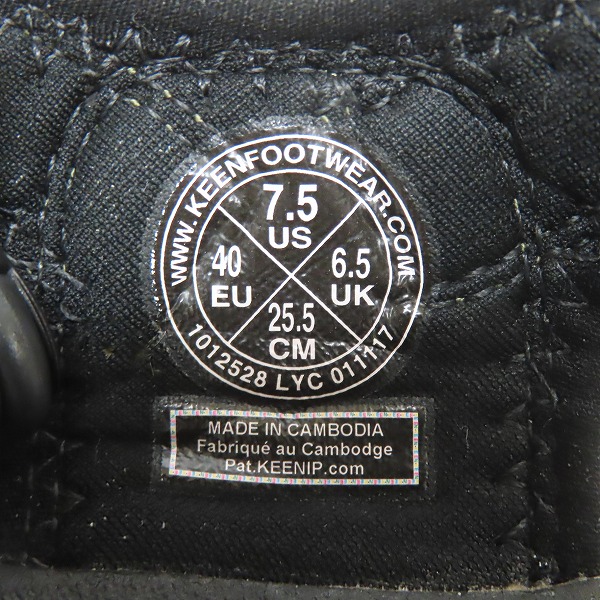 WWW.KEENFOOTWEAR.COM
7.5
US
40
EU
6.5
UK
25.5
CM
1012528 LYC 011117
MADE IN CAMBODIA
Fabriqué au Cambodge
Pat.KEENIP.com